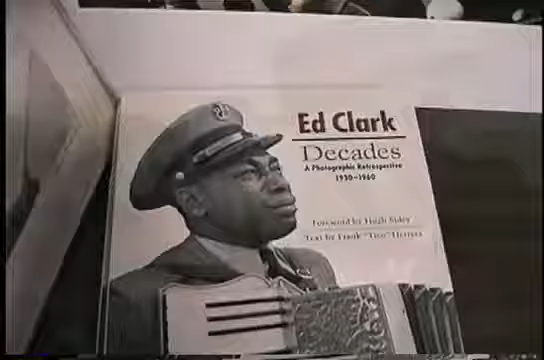 Ed Clark
Decades
A Photographic Retrospective
1930–1960
Foreword by Hugh Sidey
Text by Frank "Tico" Herrera